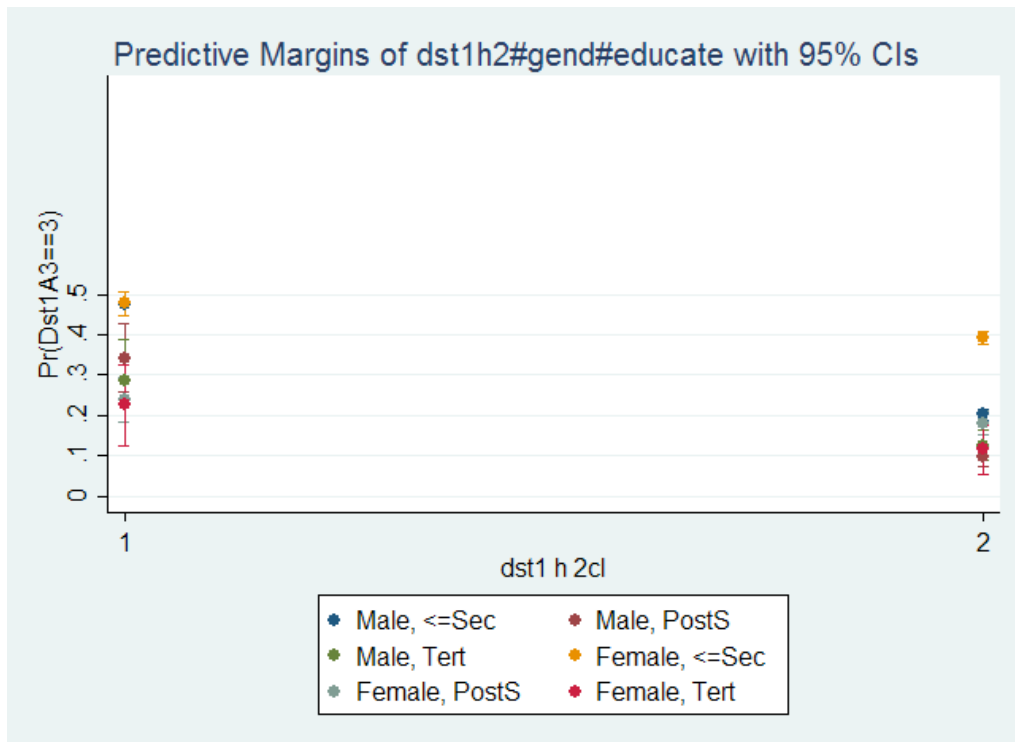 Predictive Margins of dst1h2#gend#educate with 95% CIs
Pr(Dst1A3==3)
.5
.4
.3
.2
.1
0
1 2
dst1 h 2cl
Male, <=Sec Male, PostS
Male, Tert Female, <=Sec
Female, PostS Female, Tert